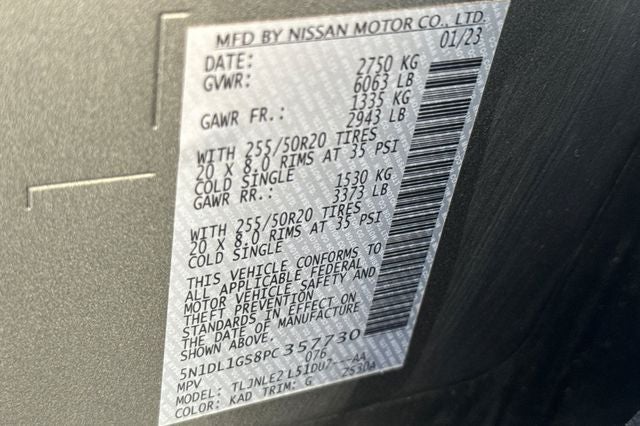 MFD BY NISSAN MOTOR CO., LTD.
DATE: 01/23
GVWR: 2750 KG
6063 LB
GAWR FR.: 1335 KG
2943 LB
WITH 255/50R20 TIRES
20 X 8.0 RIMS AT 35 PSI
COLD SINGLE
GAWR RR.: 1530 KG
3373 LB
WITH 255/50R20 TIRES
20 X 8.0 RIMS AT 35 PSI
COLD SINGLE
THIS VEHICLE CONFORMS TO
ALL APPLICABLE FEDERAL
MOTOR VEHICLE SAFETY AND
THEFT PREVENTION
STANDARDS IN EFFECT ON
THE DATE OF MANUFACTURE
SHOWN ABOVE.
5N1DL1GS8PC357730
MPV 076
MODEL: TLJNLE2 L51DU7---AA
COLOR: KAD TRIM: G 2530A